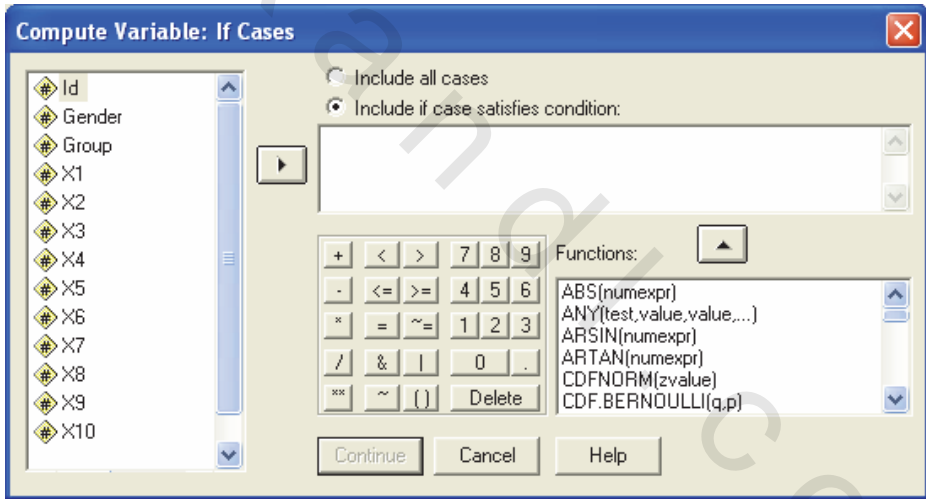 Compute Variable: If Cases
Id
Gender
Group
X1
X2
X3
X4
X5
X6
X7
X8
X9
X10
Include all cases
Include if case satisfies condition:
+ < > 7 8 9
- <= >= 4 5 6
* = ~= 1 2 3
/ & | 0 .
** ~ () Delete
Functions:
ABS(numexpr)
ANY(test,value,value,...)
ARSIN(numexpr)
ARTAN(numexpr)
CDFNORM(zvalue)
CDF.BERNOULLI(q,p)
Continue Cancel Help